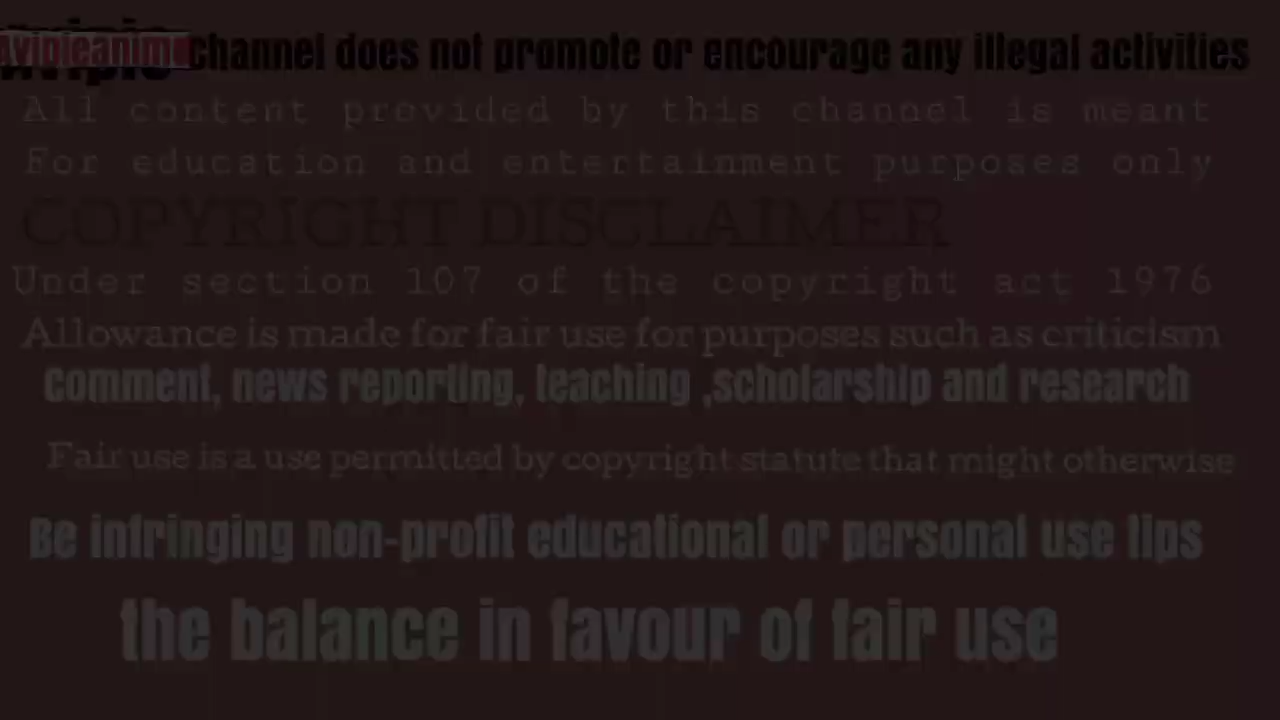 channel does not promote or encourage any illegal activities
All content provided by this channel is meant
For education and entertainment purposes only
COPYRIGHT DISCLAIMER
Under section 107 of the copyright act 1976
Allowance is made for fair use for purposes such as criticism
comment, news reporting, teaching ,scholarship and research
Fair use is a use permitted by copyright statute that might otherwise
Be infringing non-profit educational or personal use tips
the balance in favour of fair use